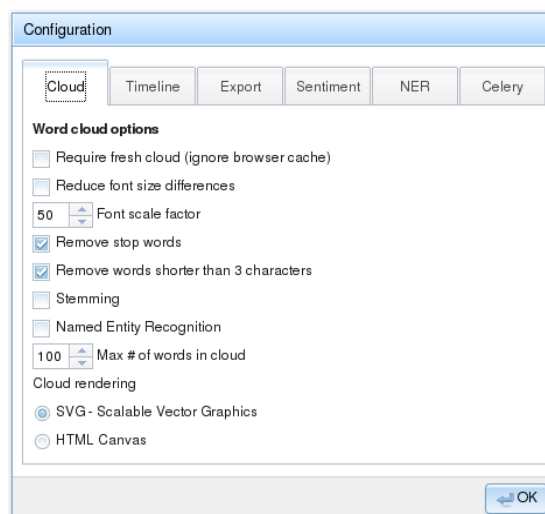 Configuration
Cloud Timeline Export Sentiment NER Celery
Word cloud options
Require fresh cloud (ignore browser cache)
Reduce font size differences
50 Font scale factor
Remove stop words
Remove words shorter than 3 characters
Stemming
Named Entity Recognition
100 Max # of words in cloud
Cloud rendering
SVG - Scalable Vector Graphics
HTML Canvas
OK